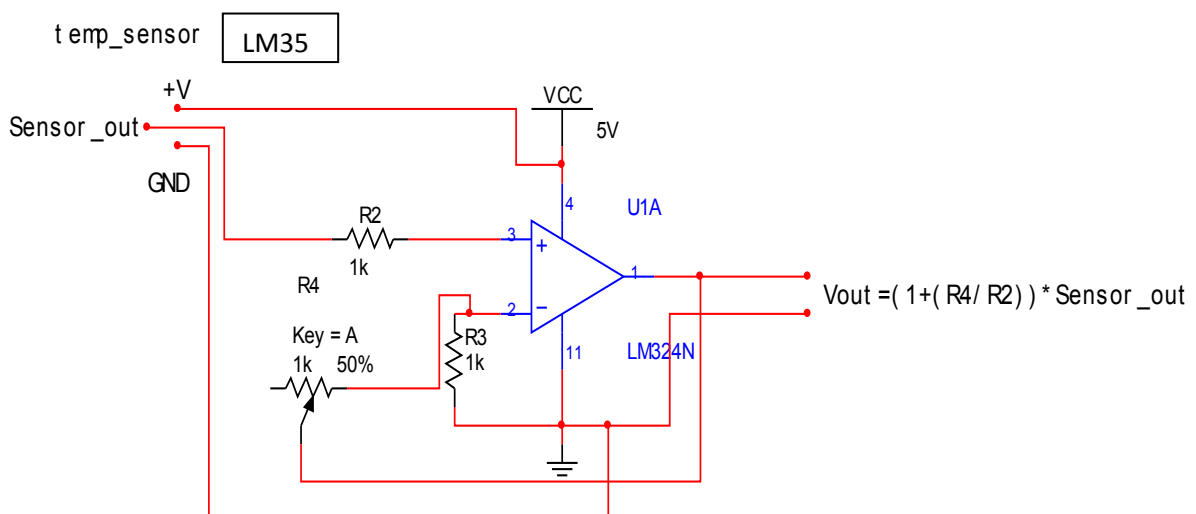 temp_sensor
LM35
+V
VCC
Sensor_out
5V
GND
4
U1A
R2
3
+
1k
1
R4
Vout =( 1+( R4/ R2) ) * Sensor_out
2
−
Key = A
R3
1k
50%
1k
11
LM324N